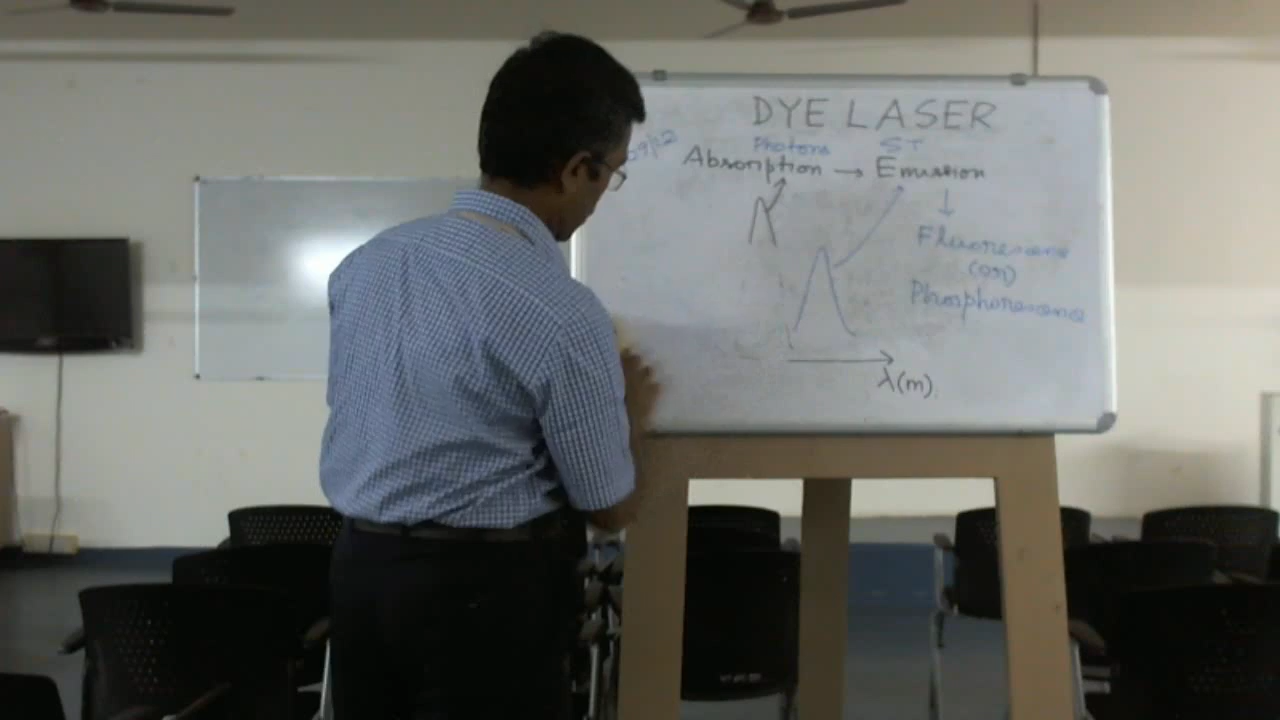 DYE LASER
Photons ST
Absorption → Emission
Fluorescence
(or)
Phosphorescence
λ(m)